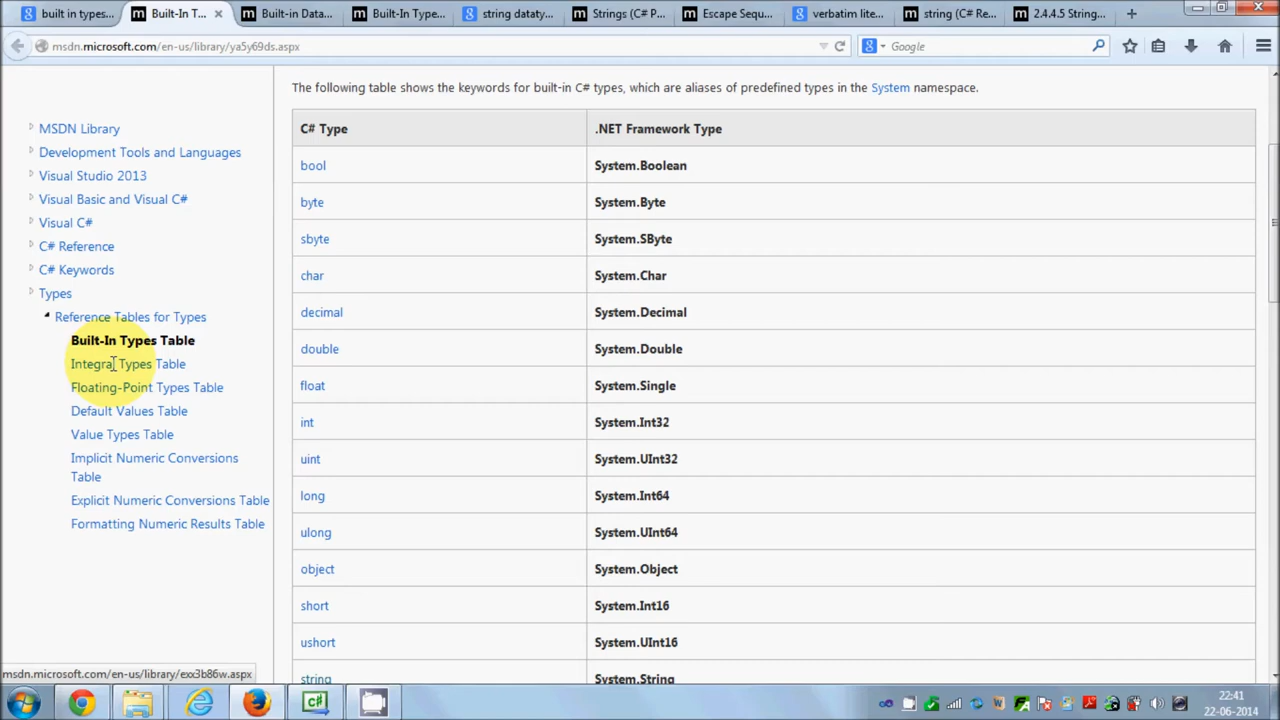 built in types...
Built-In T...
Built-in Data...
Built-In Type...
string dataty...
Strings (C# P...
Escape Sequ...
verbatim lite...
string (C# Re...
2.4.4.5 String...
msdn.microsoft.com/en-us/library/ya5y69ds.aspx
Google
The following table shows the keywords for built-in C# types, which are aliases of predefined types in the System namespace.
MSDN Library
Development Tools and Languages
Visual Studio 2013
Visual Basic and Visual C#
Visual C#
C# Reference
C# Keywords
Types
Reference Tables for Types
Built-In Types Table
Integral Types Table
Floating-Point Types Table
Default Values Table
Value Types Table
Implicit Numeric Conversions
Table
Explicit Numeric Conversions Table
Formatting Numeric Results Table
C# Type .NET Framework Type
bool System.Boolean
byte System.Byte
sbyte System.SByte
char System.Char
decimal System.Decimal
double System.Double
float System.Single
int System.Int32
uint System.UInt32
long System.Int64
ulong System.UInt64
object System.Object
short System.Int16
ushort System.UInt16
string System.String
msdn.microsoft.com/en-us/library/exx3b86w.aspx
22:41
22-06-2014